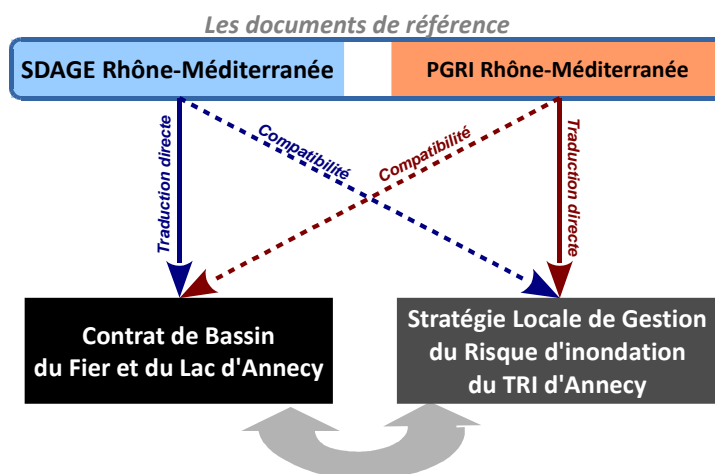 Les documents de référence
SDAGE Rhône-Méditerranée
PGRI Rhône-Méditerranée
Traduction directe
Compatibilité
Compatibilité
Traduction directe
Contrat de Bassin
du Fier et du Lac d'Annecy
Stratégie Locale de Gestion
du Risque d'inondation
du TRI d'Annecy